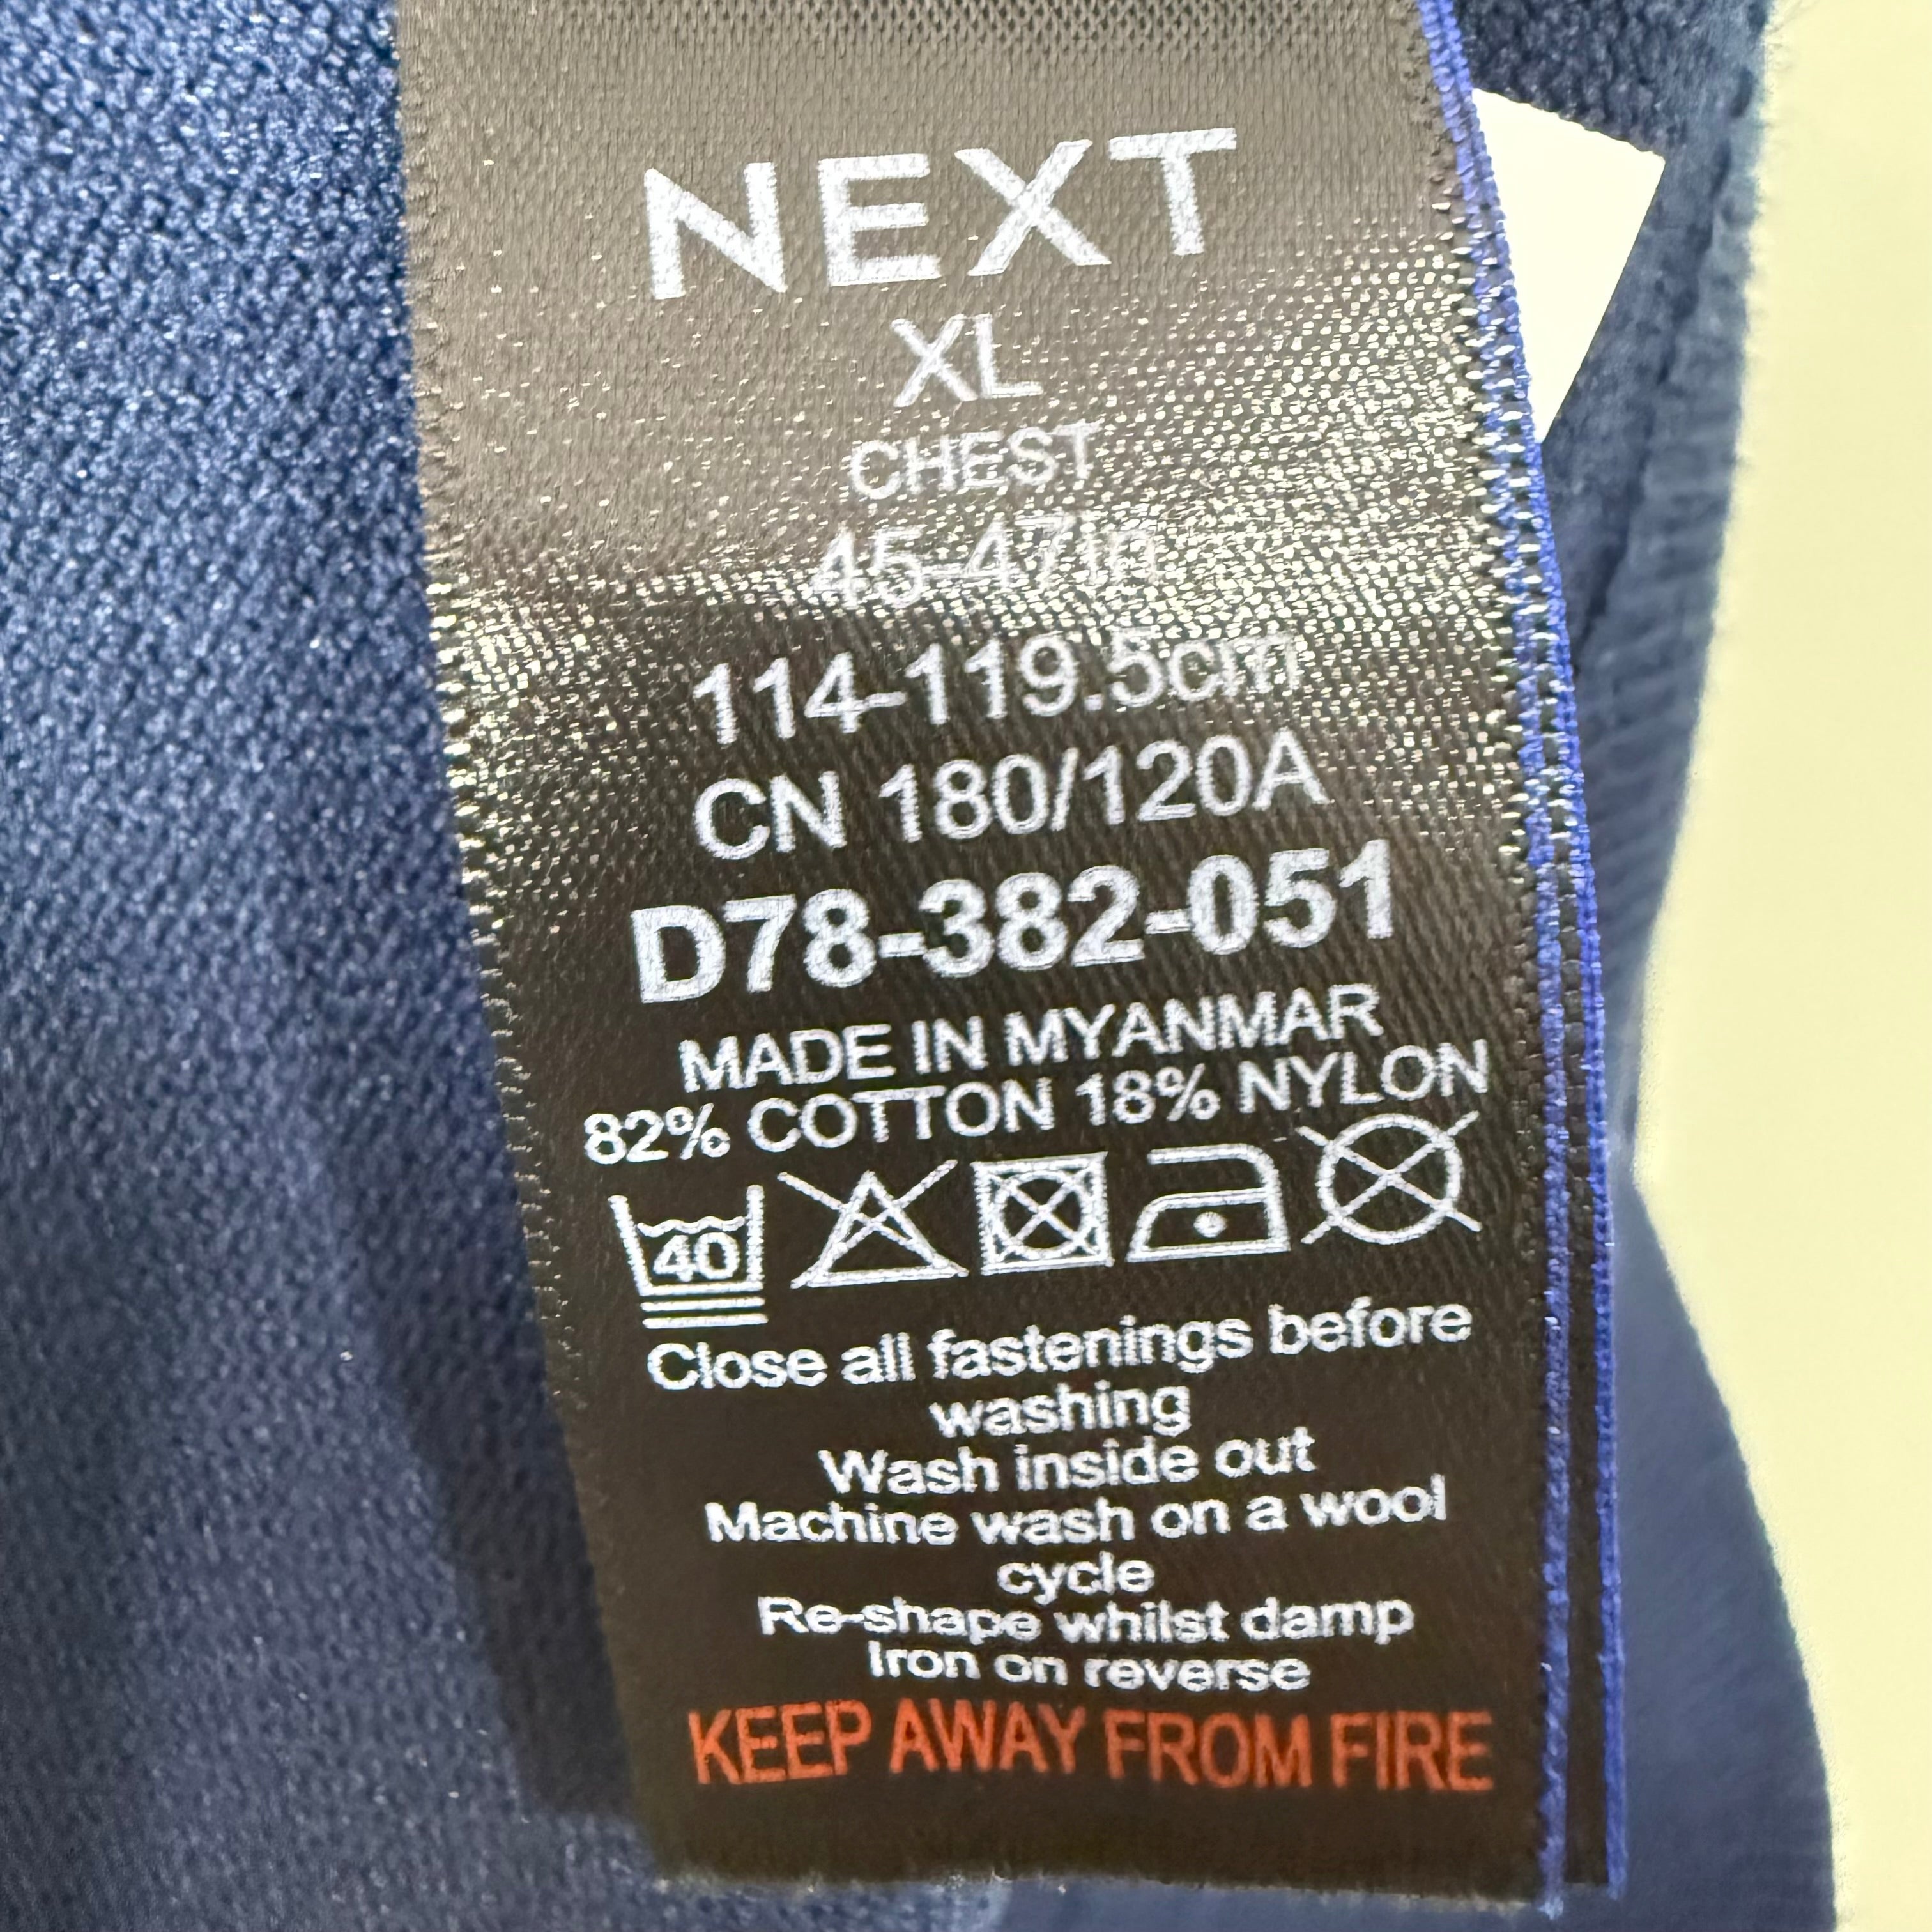 NEXT
XL
CHEST
45-47in
114-119.5cm
CN 180/120A
D78-382-051
MADE IN MYANMAR
82% COTTON 18% NYLON
40
Close all fastenings before
washing
Wash inside out
Machine wash on a wool
cycle
Re-shape whilst damp
Iron on reverse
KEEP AWAY FROM FIRE